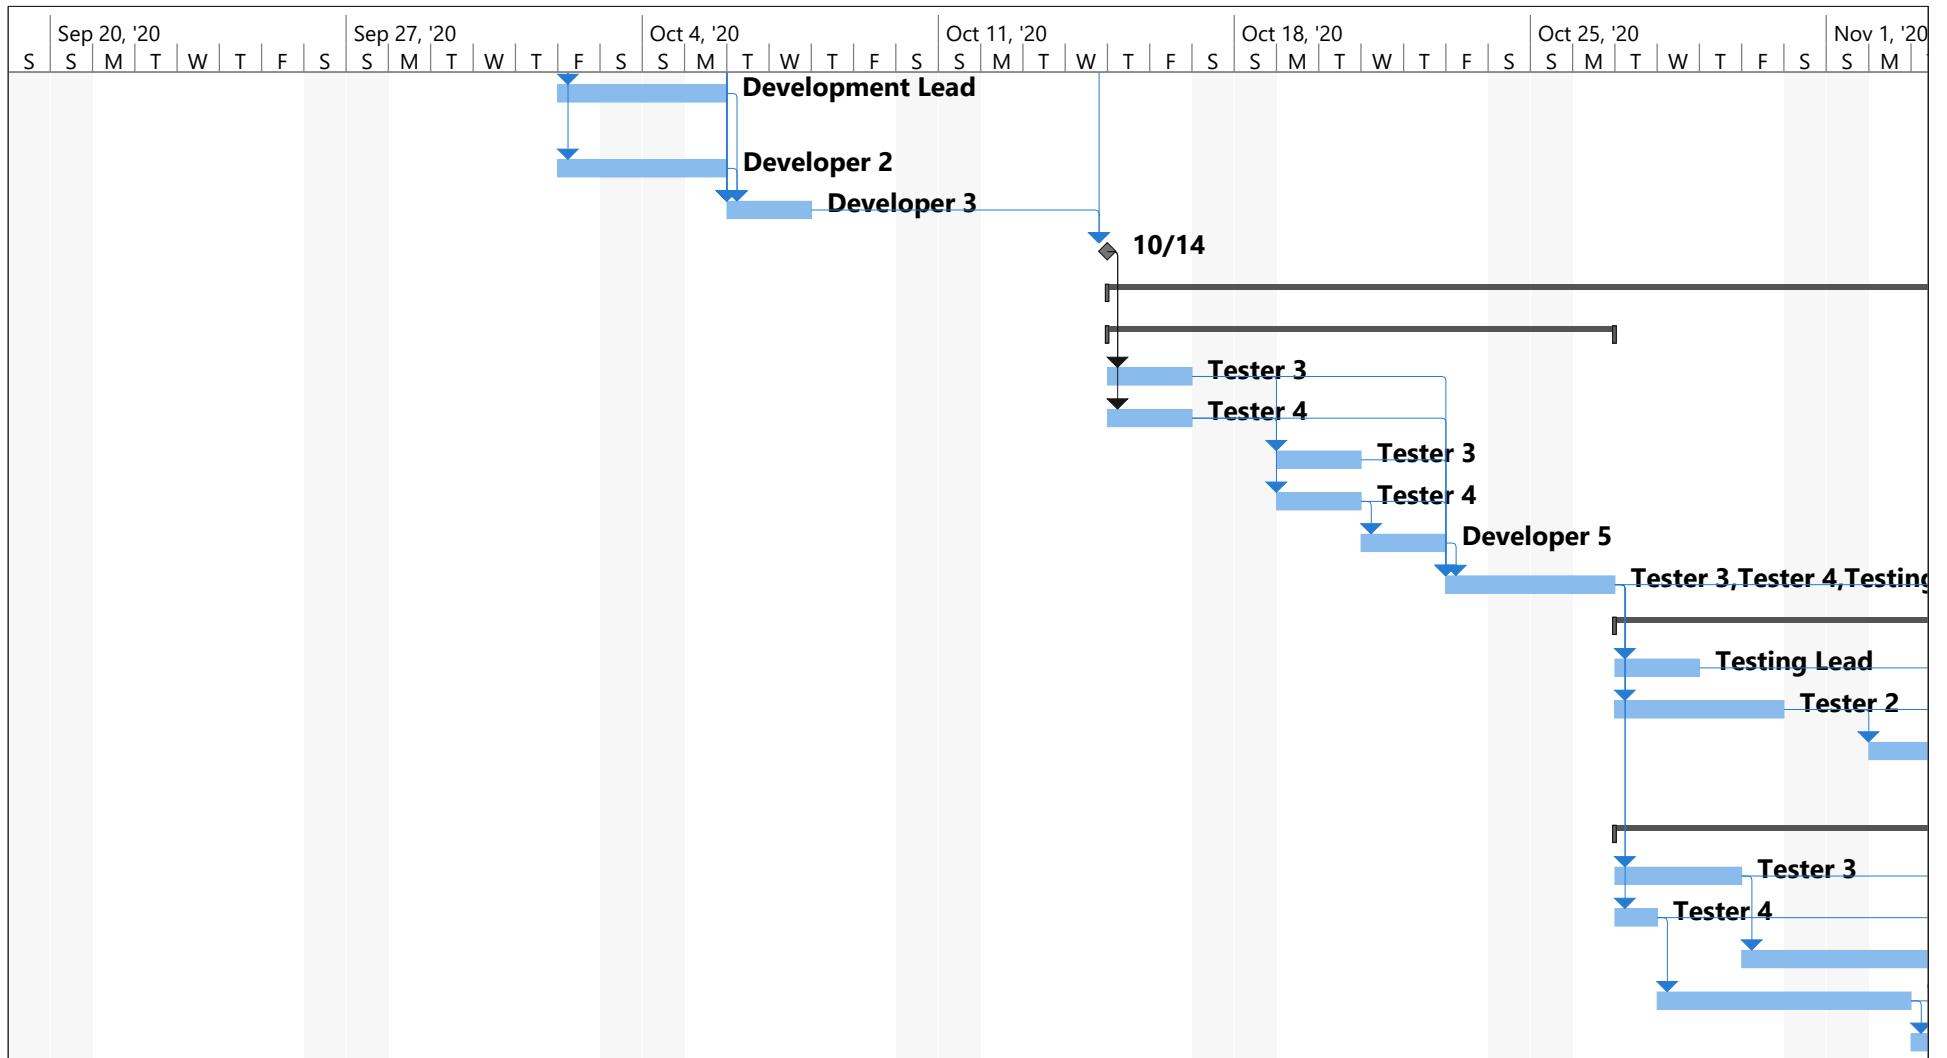 Sep 20, '20 Sep 27, '20 Oct 4, '20 Oct 11, '20 Oct 18, '20 Oct 25, '20 Nov 1, '20
S S M T W T F S S M T W T F S S M T W T F S S M T W T F S S M T W T F S S M T W T F S S M
Development Lead
Developer 2
Developer 3
10/14
Tester 3
Tester 4
Tester 3
Tester 4
Developer 5
Tester 3,Tester 4,Testing
Testing Lead
Tester 2
Tester 3
Tester 4